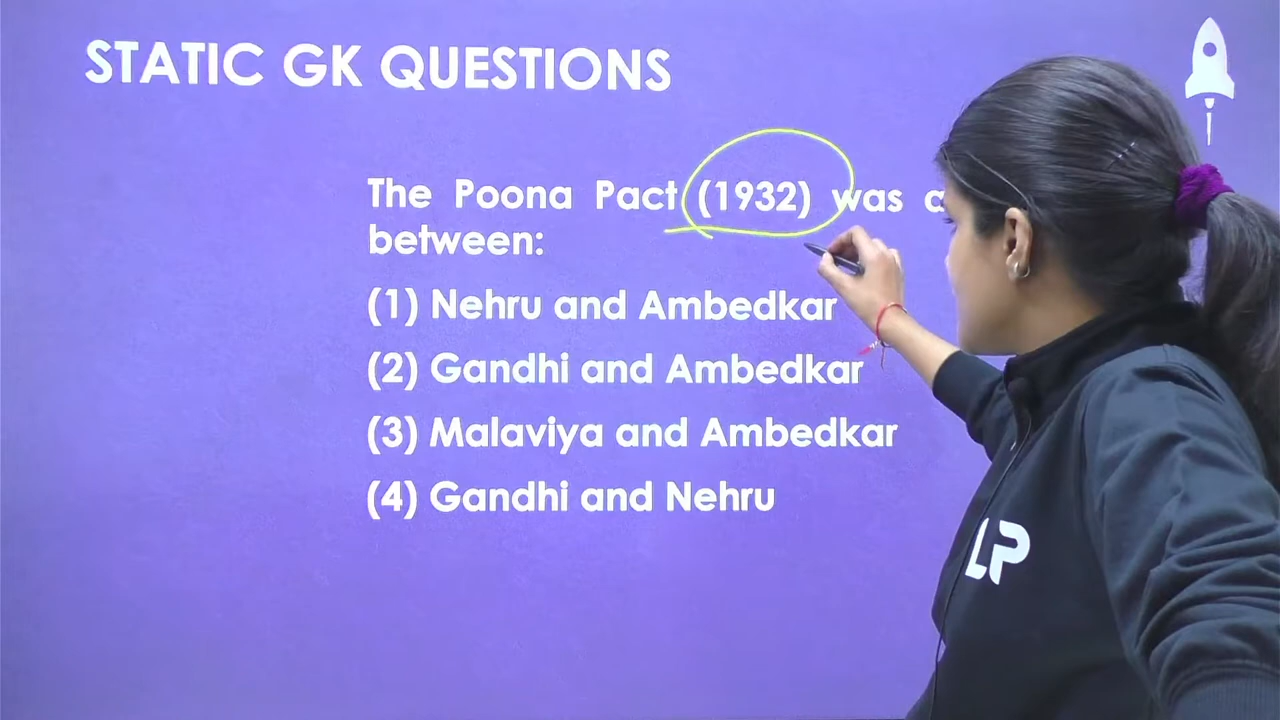 STATIC GK QUESTIONS
The Poona Pact (1932) was
between:
(1) Nehru and Ambedkar
(2) Gandhi and Ambedkar
(3) Malaviya and Ambedkar
(4) Gandhi and Nehru
LP